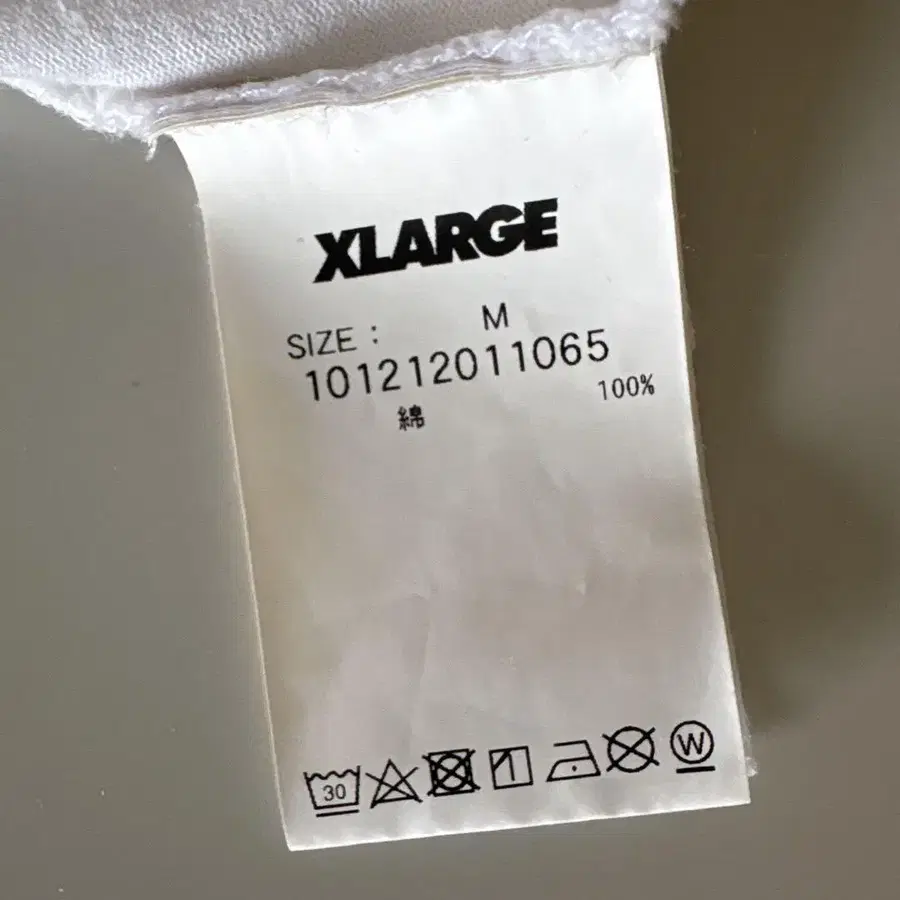 XLARGE
SIZE : M
101212011065
綿 100%
30 W